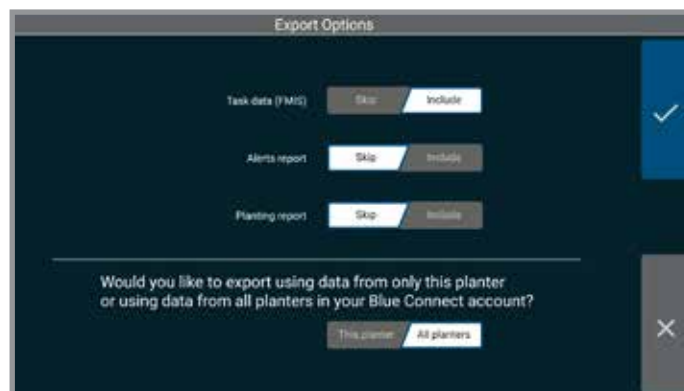 Export Options
Task data (FMIS) Skip Include
Alerts report Skip Include
Planting report Skip Include
Would you like to export using data from only this planter
or using data from all planters in your Blue Connect account?
This planter All planters